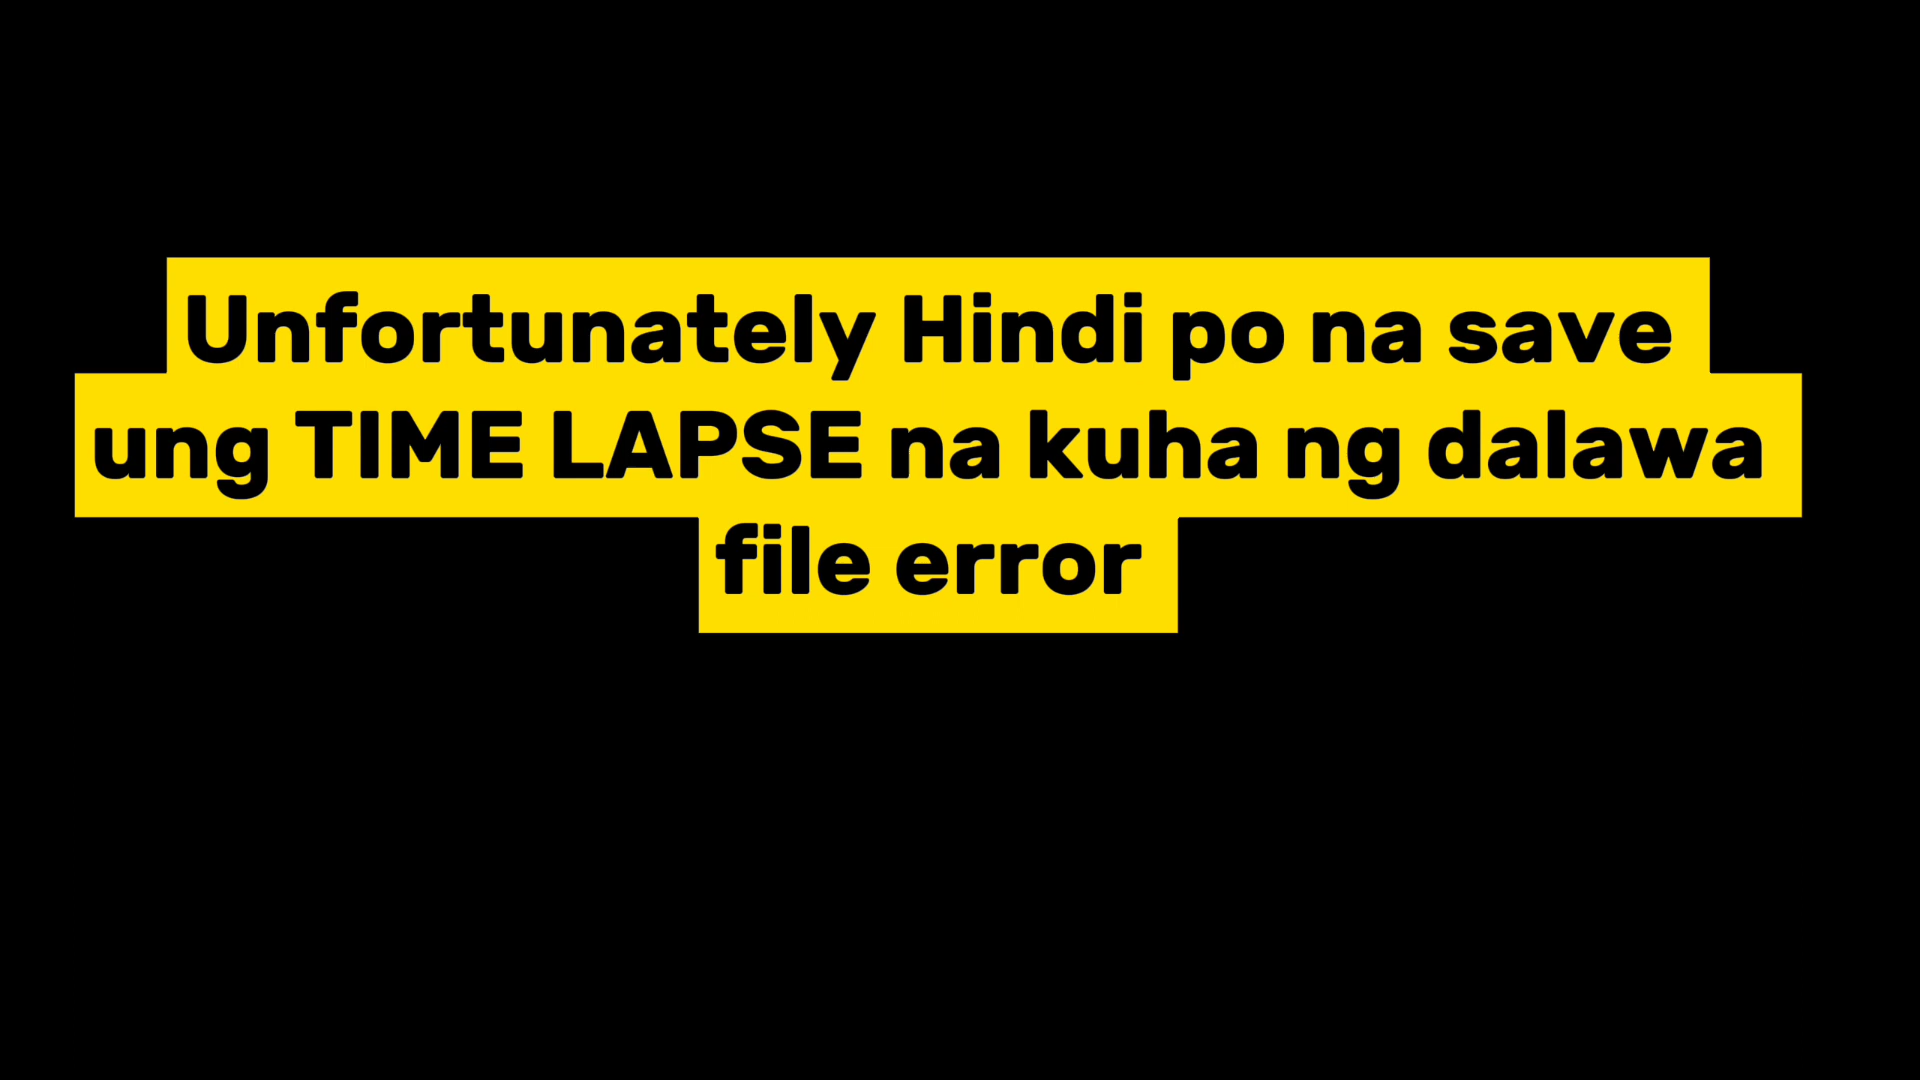 Unfortunately Hindi po na save
ung TIME LAPSE na kuha ng dalawa
file error